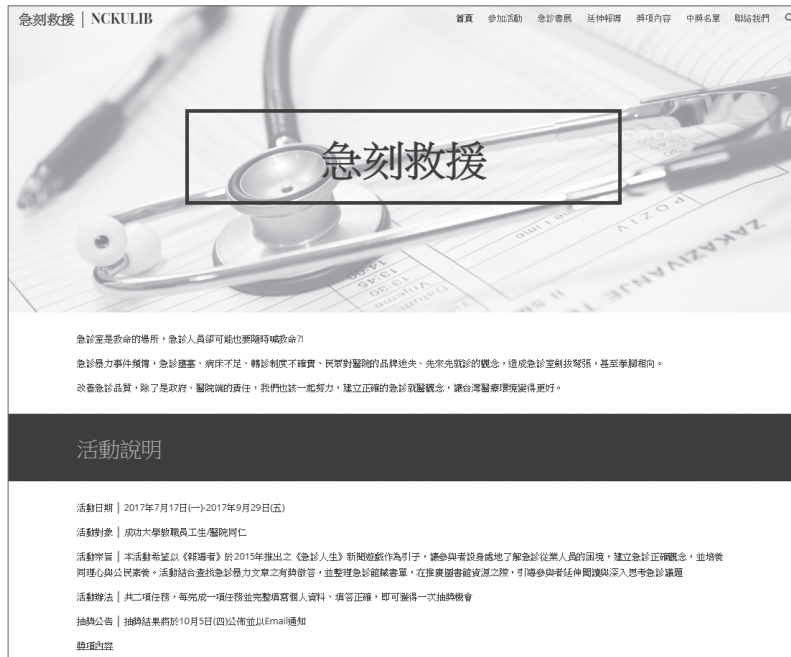 急刻救援 | NCKULIB
首頁 參加活動 急診書展 延伸報導 獎項內容 中獎名單 聯絡我們
急刻救援
急診室是救命的場所，急診人員卻可能也要隨時喊救命?!
急診暴力事件頻傳，急診壅塞、病床不足、轉診制度不確實、民眾對醫院的品牌迷失、先來先就診的觀念，造成急診室劍拔弩張，甚至拳腳相向。
改善急診品質，除了是政府、醫院端的責任，我們也該一起努力，建立正確的急診就醫觀念，讓台灣醫療環境變得更好。
活動說明
活動日期 | 2017年7月17日(一)-2017年9月29日(五)
活動對象 | 成功大學教職員工生/醫院同仁
活動宗旨 | 本活動希望以《報導者》於2015年推出之《急診人生》新聞遊戲作為引子，讓參與者設身處地了解急診從業人員的困境，建立急診正確觀念，並培養
同理心與公民素養。活動結合查找急診暴力文章之有獎徵答，並整理急診館藏書單，在推廣圖書館資源之際，引導參與者延伸閱讀與深入思考急診議題
活動辦法 | 共二項任務，每完成一項任務並完整填寫個人資料、填答正確，即可獲得一次抽獎機會
抽獎公告 | 抽獎結果將於10月5日(四)公佈並以Email通知
獎項內容
ZAKAZIVANJE
POZIV
Datum
Vrijeme
13:30
13:45
14:00